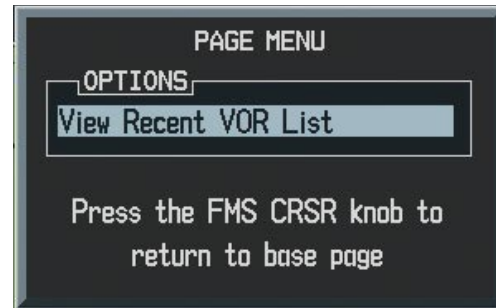 PAGE MENU
OPTIONS
View Recent VOR List
Press the FMS CRSR knob to
return to base page